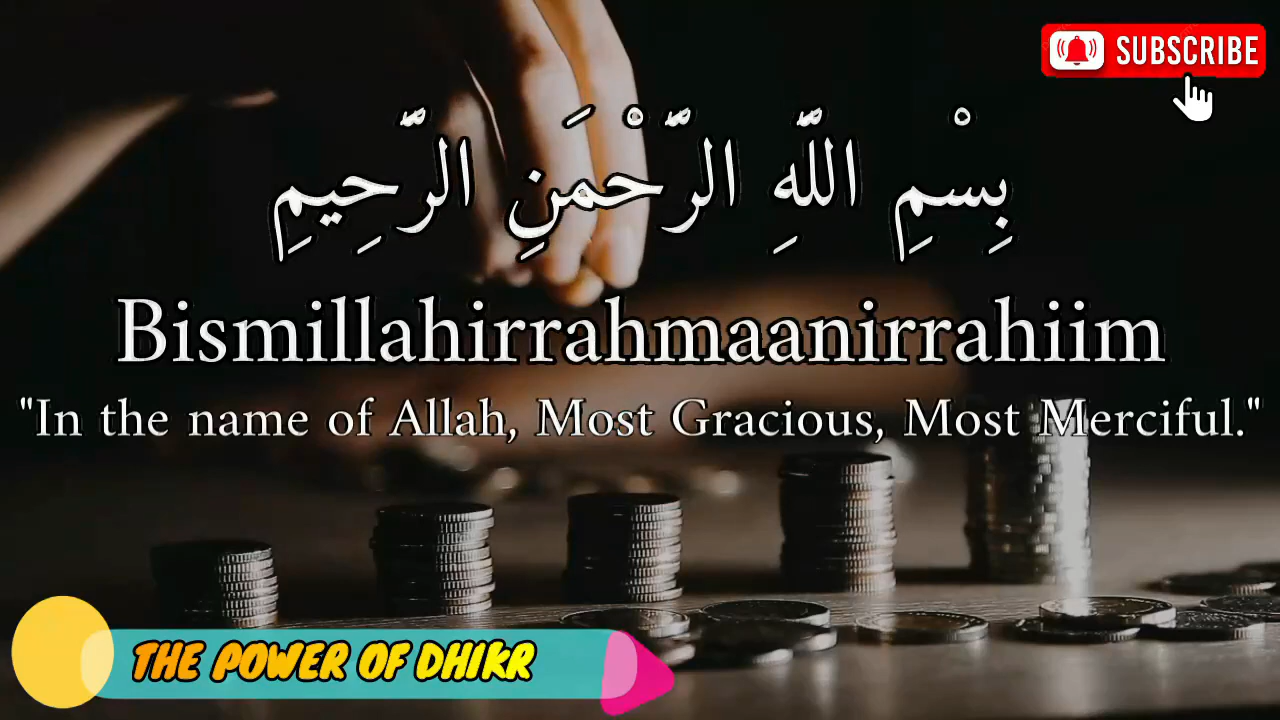 SUBSCRIBE
بِسْمِ اللَّهِ الرَّحْمَنِ الرَّحِيمِ
Bismillahirrahmaanirrahiim
"In the name of Allah, Most Gracious, Most Merciful."
THE POWER OF DHIKR